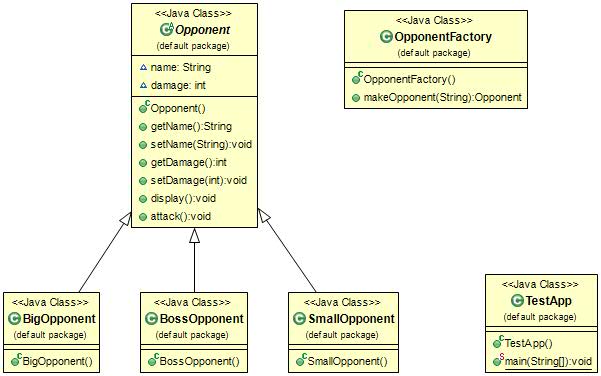 <<Java Class>>
Opponent
(default package)
name: String
damage: int
Opponent()
getName():String
setName(String):void
getDamage():int
setDamage(int):void
display():void
attack():void
<<Java Class>>
OpponentFactory
(default package)
OpponentFactory()
makeOpponent(String):Opponent
<<Java Class>>
BigOpponent
(default package)
BigOpponent()
<<Java Class>>
BossOpponent
(default package)
BossOpponent()
<<Java Class>>
SmallOpponent
(default package)
SmallOpponent()
<<Java Class>>
TestApp
(default package)
TestApp()
main(String[]):void